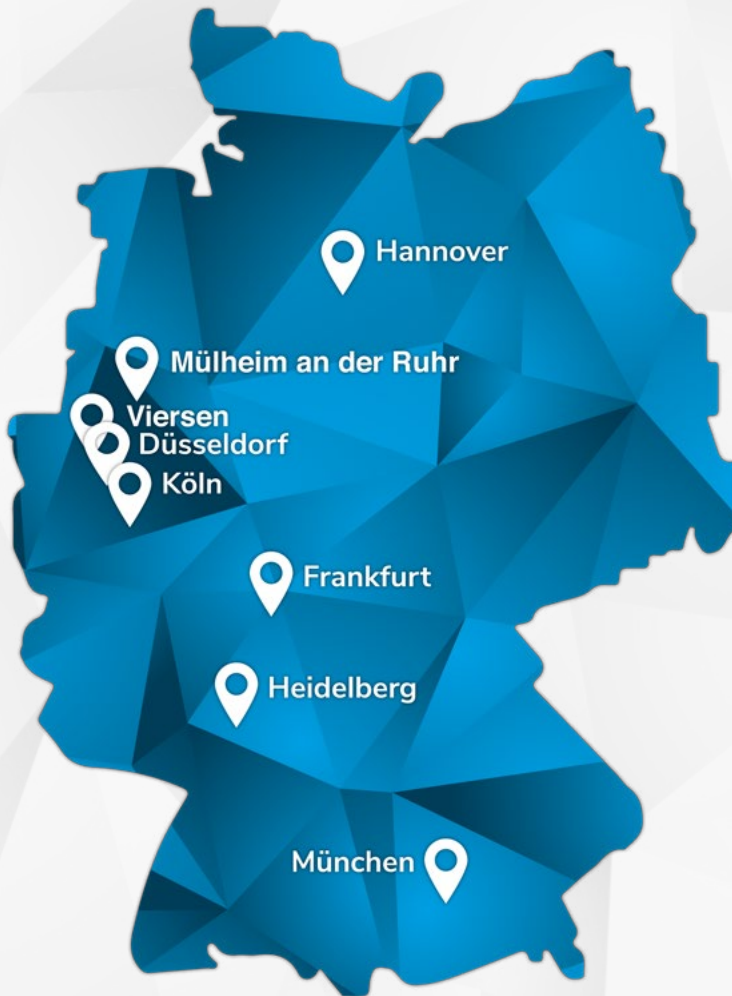 Hannover
Mülheim an der Ruhr
Viersen
Düsseldorf
Köln
Frankfurt
Heidelberg
München